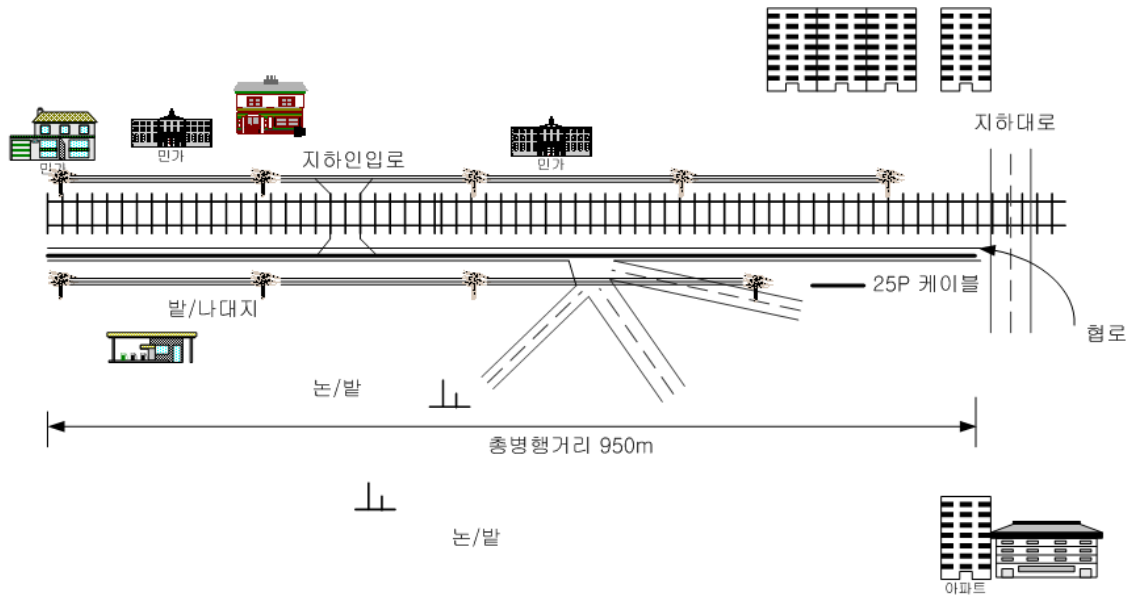 지하대로
민가
민가
지하인입로
민가
25P 케이블
밭/나대지
협로
논/밭
총병행거리 950m
논/밭
아파트